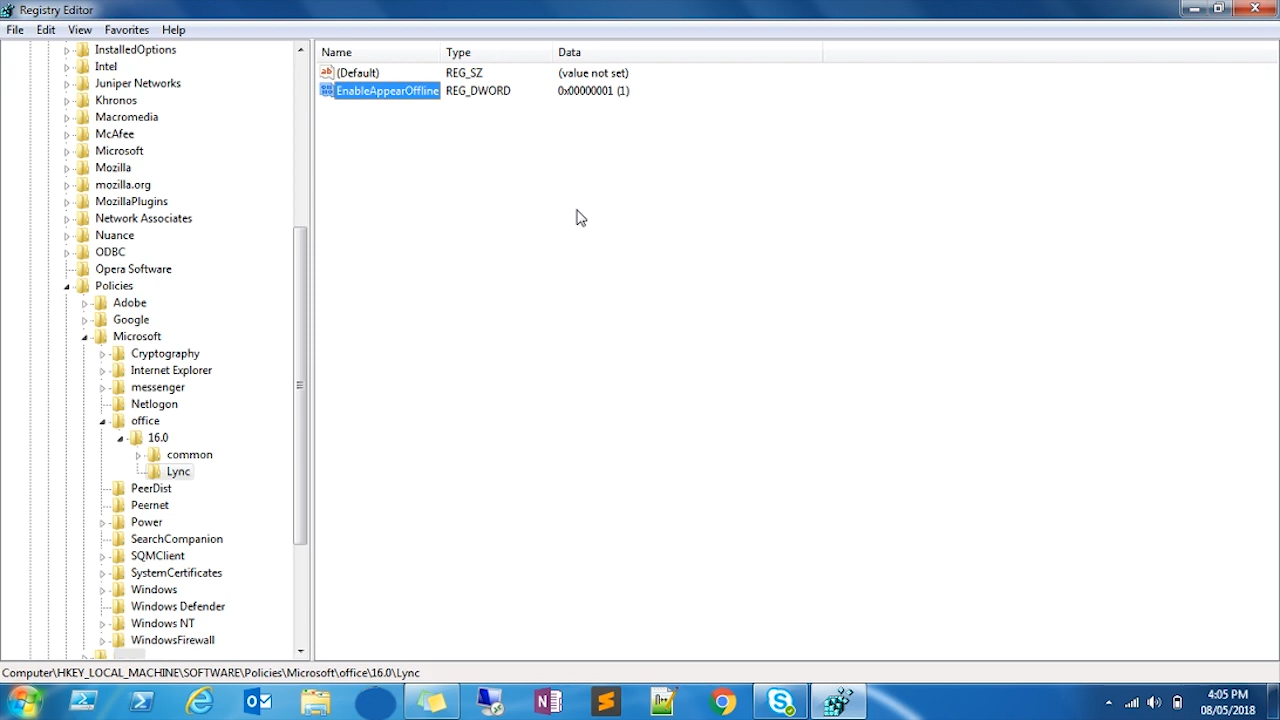 Registry Editor
File Edit View Favorites Help
InstalledOptions
Intel
Juniper Networks
Khronos
Macromedia
McAfee
Microsoft
Mozilla
mozilla.org
MozillaPlugins
Network Associates
Nuance
ODBC
Opera Software
Policies
Adobe
Google
Microsoft
Cryptography
Internet Explorer
messenger
Netlogon
office
16.0
common
Lync
PeerDist
Peernet
Power
SearchCompanion
SQMClient
SystemCertificates
Windows
Windows Defender
Windows NT
WindowsFirewall
Name Type Data
(Default) REG_SZ (value not set)
EnableAppearOffline REG_DWORD 0x00000001 (1)
Computer\HKEY_LOCAL_MACHINE\SOFTWARE\Policies\Microsoft\office\16.0\Lync
4:05 PM
08/05/2018